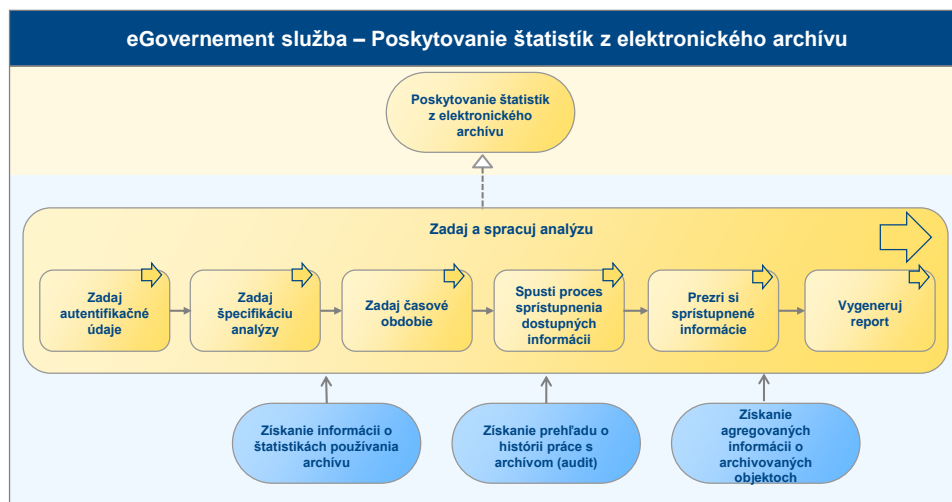 eGovernement služba – Poskytovanie štatistík z elektronického archívu
Poskytovanie štatistík
z elektronického
archívu
Zadaj a spracuj analýzu
Zadaj
autentifikačné
údaje
Zadaj
špecifikáciu
analýzy
Zadaj časové
obdobie
Spusti proces
sprístupnenia
dostupných
informácii
Prezri si
sprístupnené
informácie
Vygeneruj
report
Získanie informácii o
štatistikách používania
archívu
Získanie prehľadu o
histórii práce s
archívom (audit)
Získanie
agregovaných
informácii o
archivovaných
objektoch